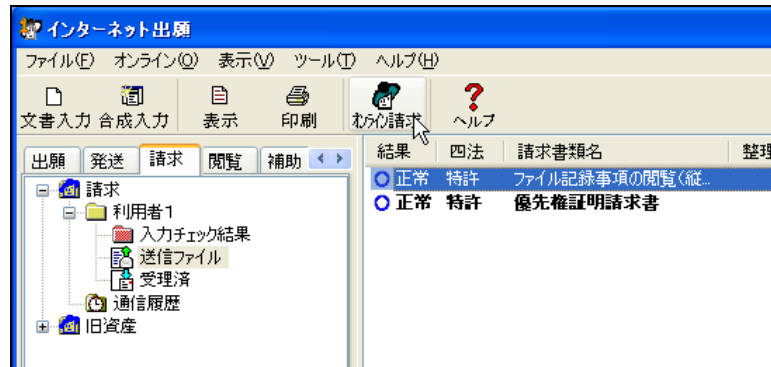 インターネット出願
ファイル(F) オンライン(O) 表示(V) ツール(T) ヘルプ(H)
文書入力 合成入力 表示 印刷 オンライン請求 ヘルプ
出願 発送 請求 閲覧 補助
結果 四法 請求書類名 整理
正常 特許 ファイル記録事項の閲覧(縦...
正常 特許 優先権証明請求書
請求
利用者1
入力チェック結果
送信ファイル
受理済
通信履歴
旧資産